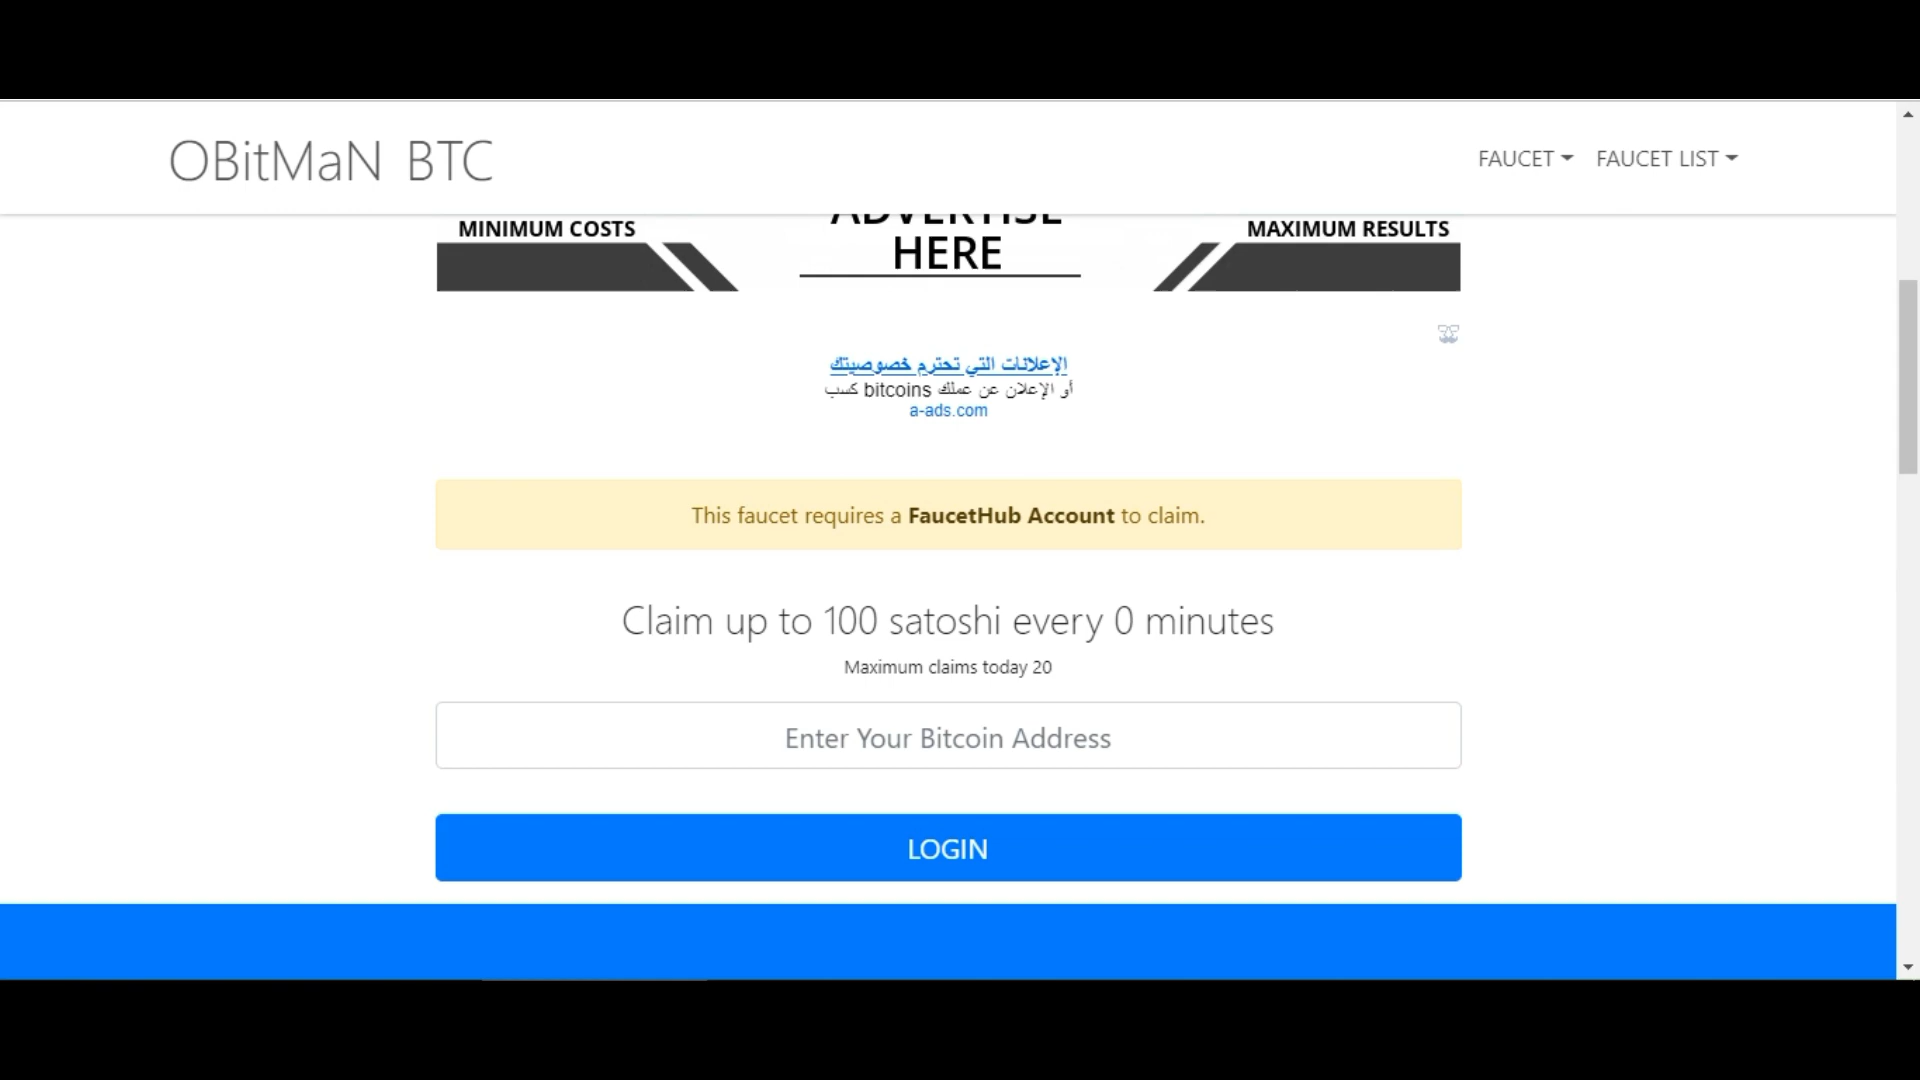 OBitMaN BTC
FAUCET
FAUCET LIST
MINIMUM COSTS
ADVERTISE
HERE
MAXIMUM RESULTS
الإعلانات التي تحترم خصوصيتك
أو الإعلان عن عملك bitcoins كسب
a-ads.com
This faucet requires a FaucetHub Account to claim.
Claim up to 100 satoshi every 0 minutes
Maximum claims today 20
Enter Your Bitcoin Address
LOGIN